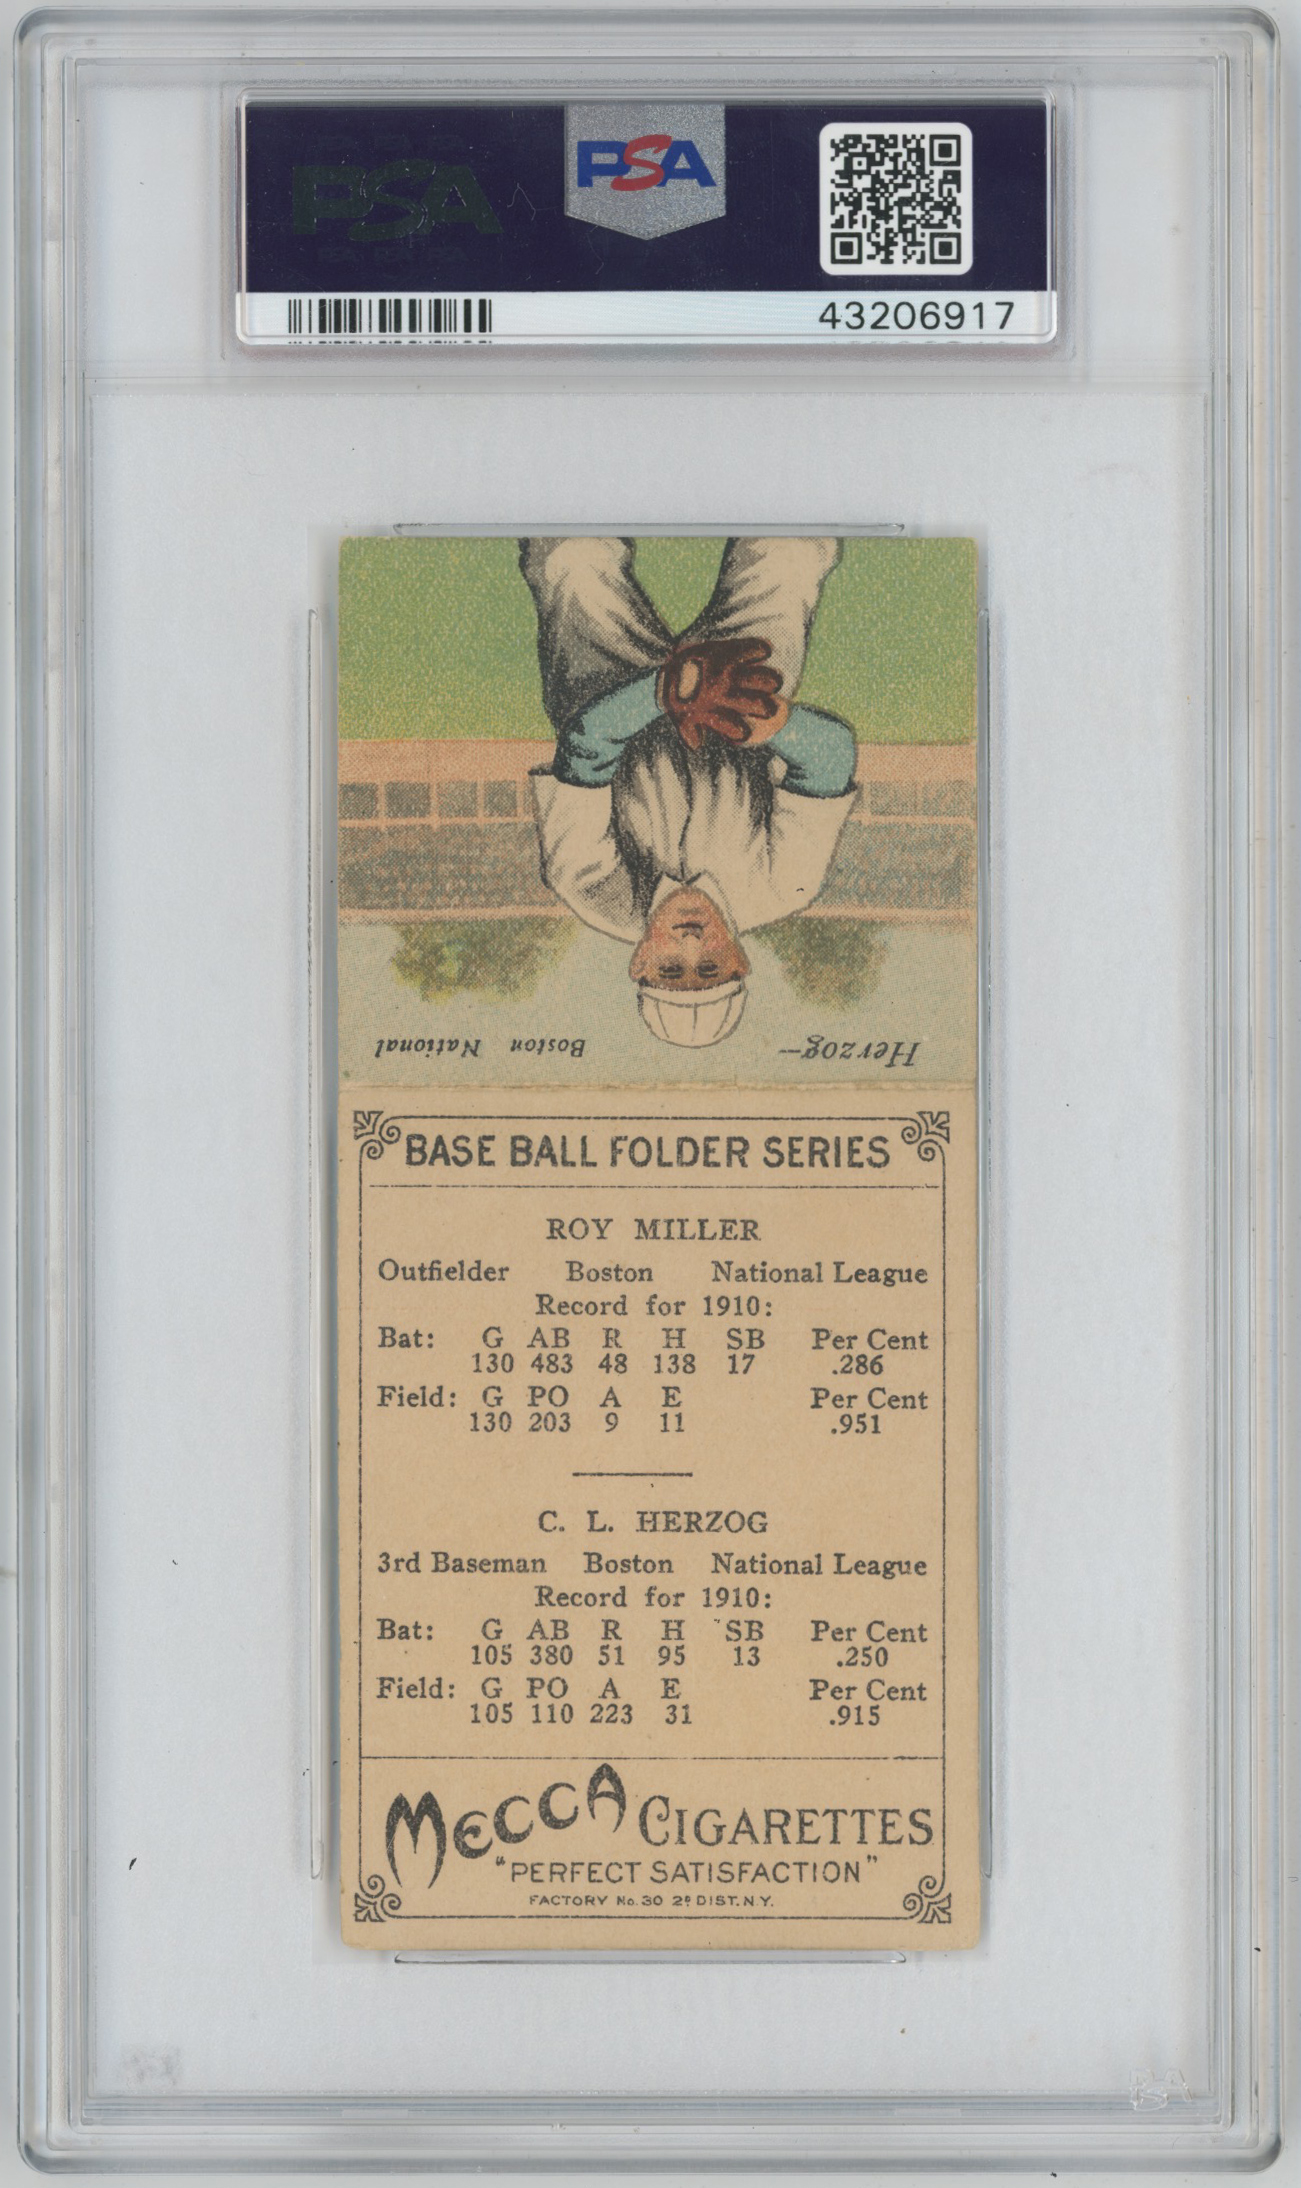 PSA
PSA
43206917
Herzog— Boston National
BASE BALL FOLDER SERIES
ROY MILLER
Outfielder Boston National League
Record for 1910:
Bat: G AB R H SB Per Cent
130 483 48 138 17 .286
Field: G PO A E Per Cent
130 203 9 11 .951
C. L. HERZOG
3rd Baseman Boston National League
Record for 1910:
Bat: G AB R H SB Per Cent
105 380 51 95 13 .250
Field: G PO A E Per Cent
105 110 223 31 .915
MECCA CIGARETTES
"PERFECT SATISFACTION"
FACTORY No. 30 2D DIST. N.Y.
PSA